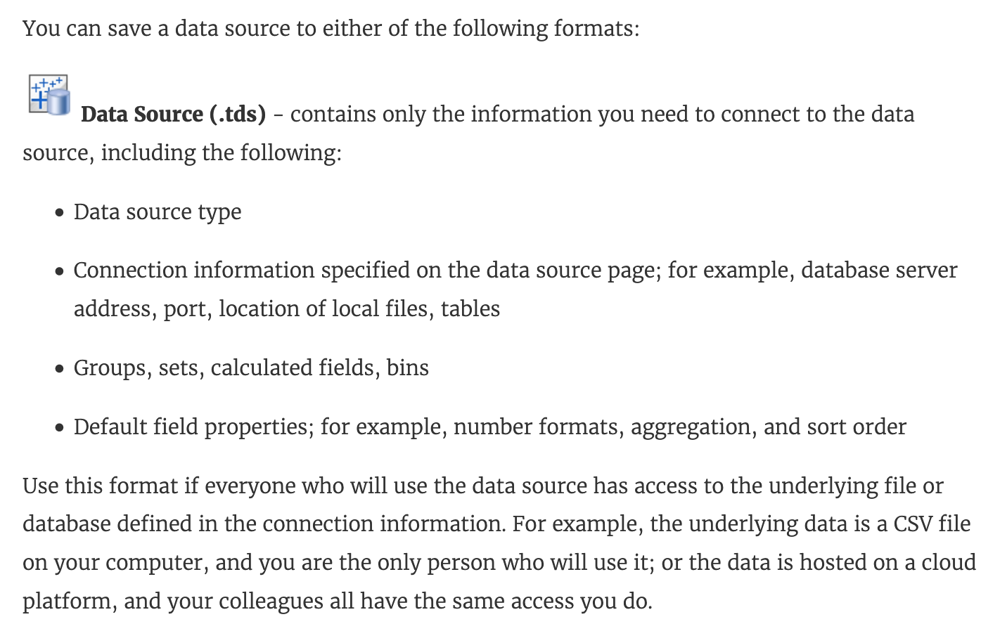 You can save a data source to either of the following formats:
Data Source (.tds) - contains only the information you need to connect to the data
source, including the following:
• Data source type
• Connection information specified on the data source page; for example, database server
address, port, location of local files, tables
• Groups, sets, calculated fields, bins
• Default field properties; for example, number formats, aggregation, and sort order
Use this format if everyone who will use the data source has access to the underlying file or
database defined in the connection information. For example, the underlying data is a CSV file
on your computer, and you are the only person who will use it; or the data is hosted on a cloud
platform, and your colleagues all have the same access you do.